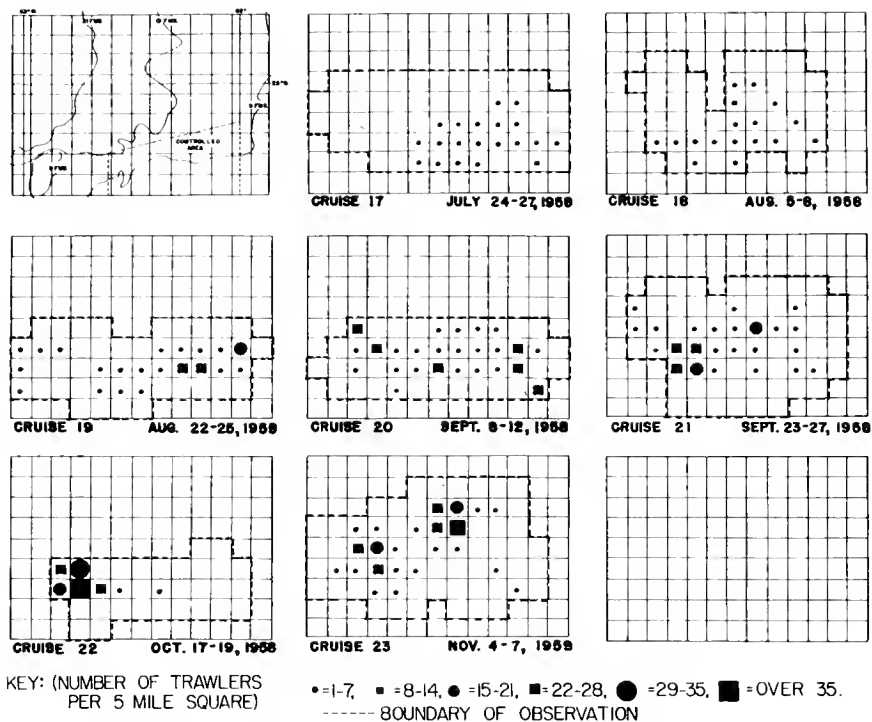 CONTROLLED
AREA
CRUISE 17 JULY 24-27, 1958
CRUISE 18 AUG. 5-8, 1958
CRUISE 19 AUG. 22-25, 1958
CRUISE 20 SEPT. 8-12, 1958
CRUISE 21 SEPT. 23-27, 1958
CRUISE 22 OCT. 17-19, 1958
CRUISE 23 NOV. 4-7, 1958
KEY: (NUMBER OF TRAWLERS
PER 5 MILE SQUARE)
=1-7, =8-14, =15-21, =22-28, =29-35, =OVER 35.
------ BOUNDARY OF OBSERVATION